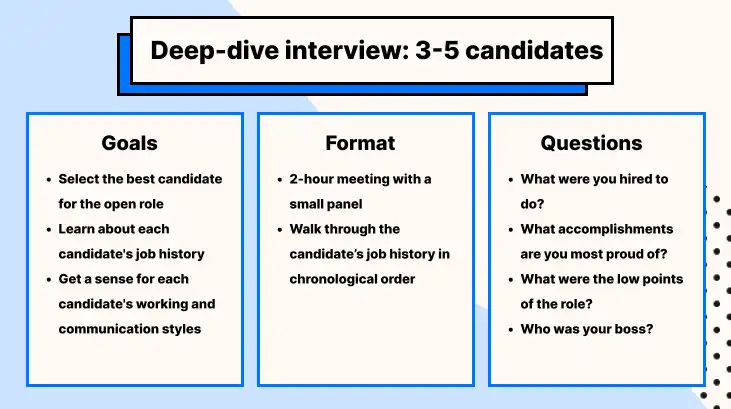 Deep-dive interview: 3-5 candidates
Goals
• Select the best candidate
for the open role
• Learn about each
candidate's job history
• Get a sense for each
candidate's working and
communication styles
Format
• 2-hour meeting with a
small panel
• Walk through the
candidate’s job history in
chronological order
Questions
• What were you hired to
do?
• What accomplishments
are you most proud of?
• What were the low points
of the role?
• Who was your boss?